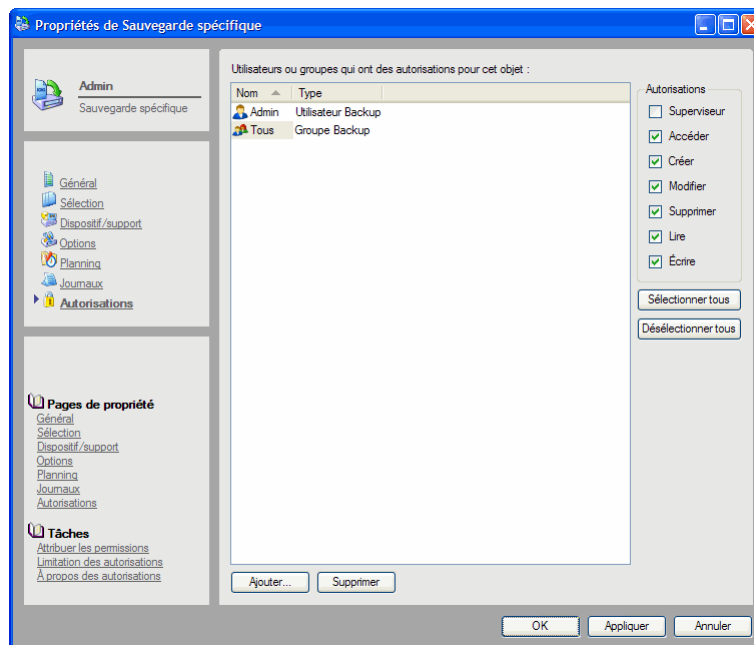 Propriétés de Sauvegarde spécifique
Admin
Sauvegarde spécifique
Général
Sélection
Dispositif/support
Options
Planning
Journaux
Autorisations
Pages de propriété
Général
Sélection
Dispositif/support
Options
Planning
Journaux
Autorisations
Tâches
Attribuer les permissions
Limitation des autorisations
À propos des autorisations
Utilisateurs ou groupes qui ont des autorisations pour cet objet :
Nom Type
Admin Utilisateur Backup
Tous Groupe Backup
Autorisations
Superviseur
Accéder
Créer
Modifier
Supprimer
Lire
Écrire
Sélectionner tous
Désélectionner tous
Ajouter... Supprimer
OK Appliquer Annuler